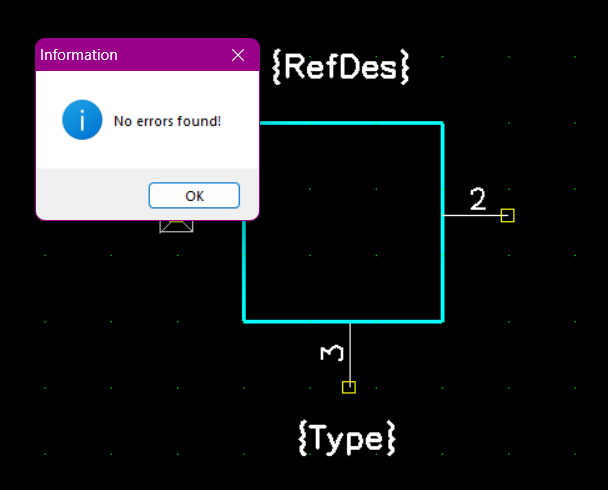 Information
{RefDes}
No errors found!
OK
2
3
{Type}